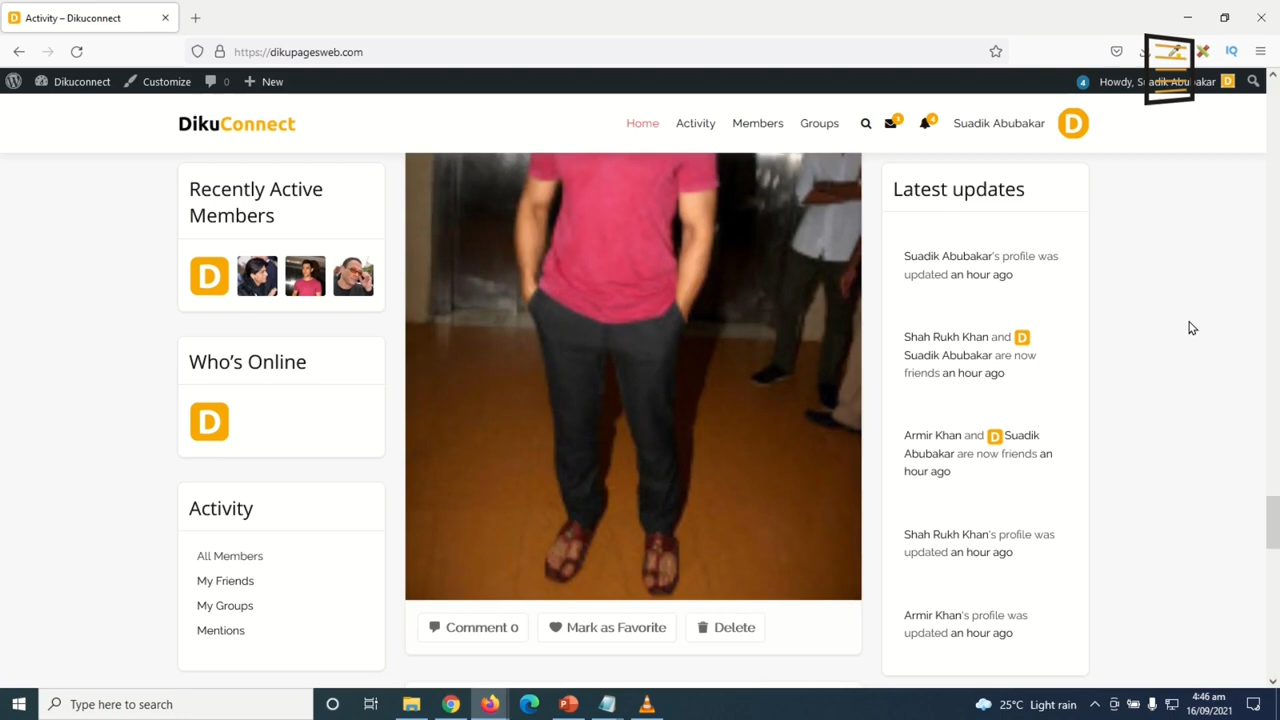 Activity – Dikuconnect
https://dikupagesweb.com
IQ
Dikuconnect
Customize
0
New
4
Howdy, Suadik Abubakar
D
DikuConnect
Home
Activity
Members
Groups
4
Suadik Abubakar
D
Recently Active
Members
D
Who's Online
D
Activity
All Members
My Friends
My Groups
Mentions
Comment 0
Mark as Favorite
Delete
Latest updates
Suadik Abubakar's profile was
updated an hour ago
Shah Rukh Khan and D
Suadik Abubakar are now
friends an hour ago
Armir Khan and D Suadik
Abubakar are now friends an
hour ago
Shah Rukh Khan's profile was
updated an hour ago
Armir Khan's profile was
updated an hour ago
Type here to search
25°C Light rain
4:46 am
16/09/2021